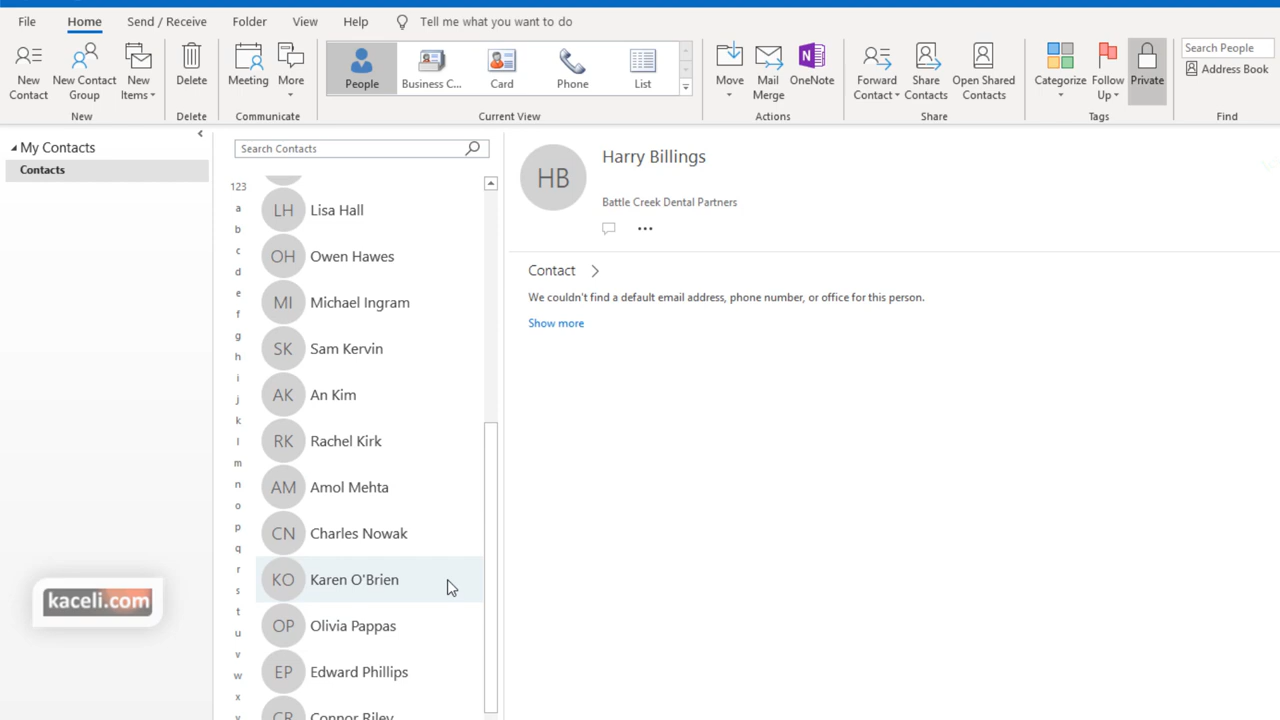 File Home Send / Receive Folder View Help Tell me what you want to do
New Contact
New Contact Group
New Items
New
Delete
Delete
Meeting
More
Communicate
People
Business C...
Card
Phone
List
Current View
Move
Mail Merge
OneNote
Actions
Forward Contact
Share Contacts
Open Shared Contacts
Share
Categorize
Follow Up
Private
Tags
Search People
Address Book
Find
My Contacts
Contacts
Search Contacts
123
a
b
c
d
e
f
g
h
i
j
k
l
m
n
o
p
q
r
s
t
u
v
w
x
LH Lisa Hall
OH Owen Hawes
MI Michael Ingram
SK Sam Kervin
AK An Kim
RK Rachel Kirk
AM Amol Mehta
CN Charles Nowak
KO Karen O'Brien
OP Olivia Pappas
EP Edward Phillips
CR Connor Riley
HB
Harry Billings
Battle Creek Dental Partners
...
Contact
We couldn't find a default email address, phone number, or office for this person.
Show more
kaceli.com